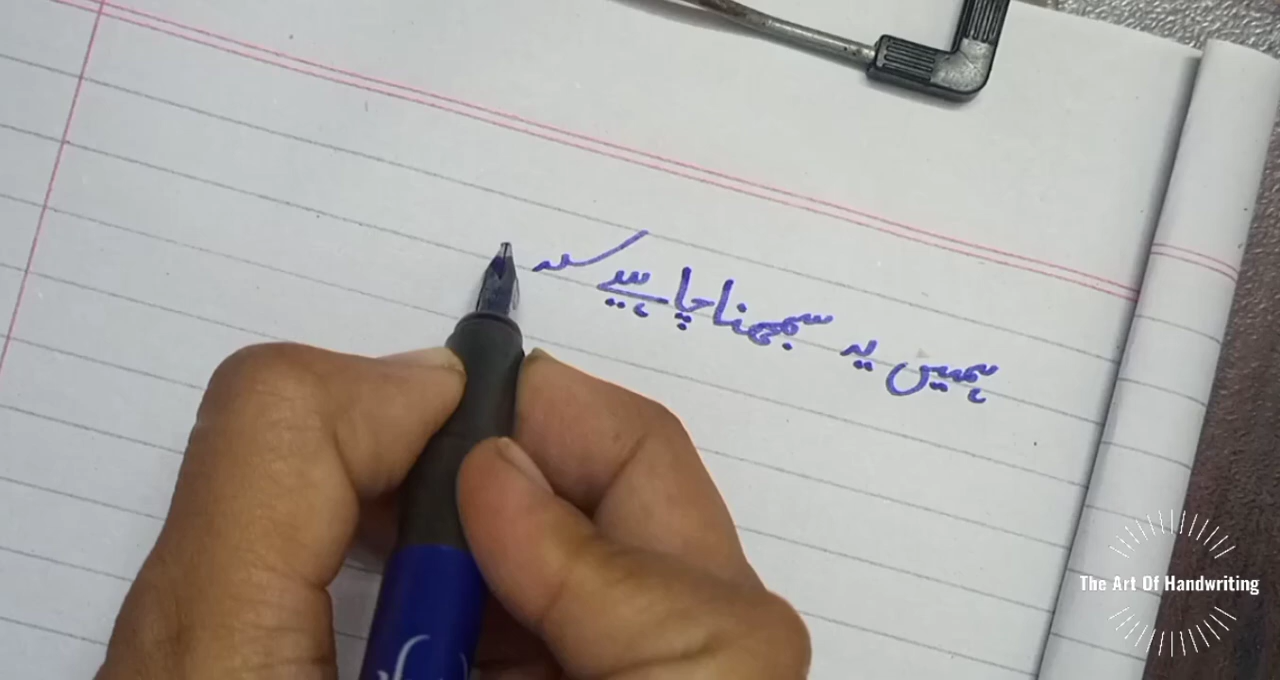 ہمیں یہ سمجھنا چاہیے کہ
The Art Of Handwriting